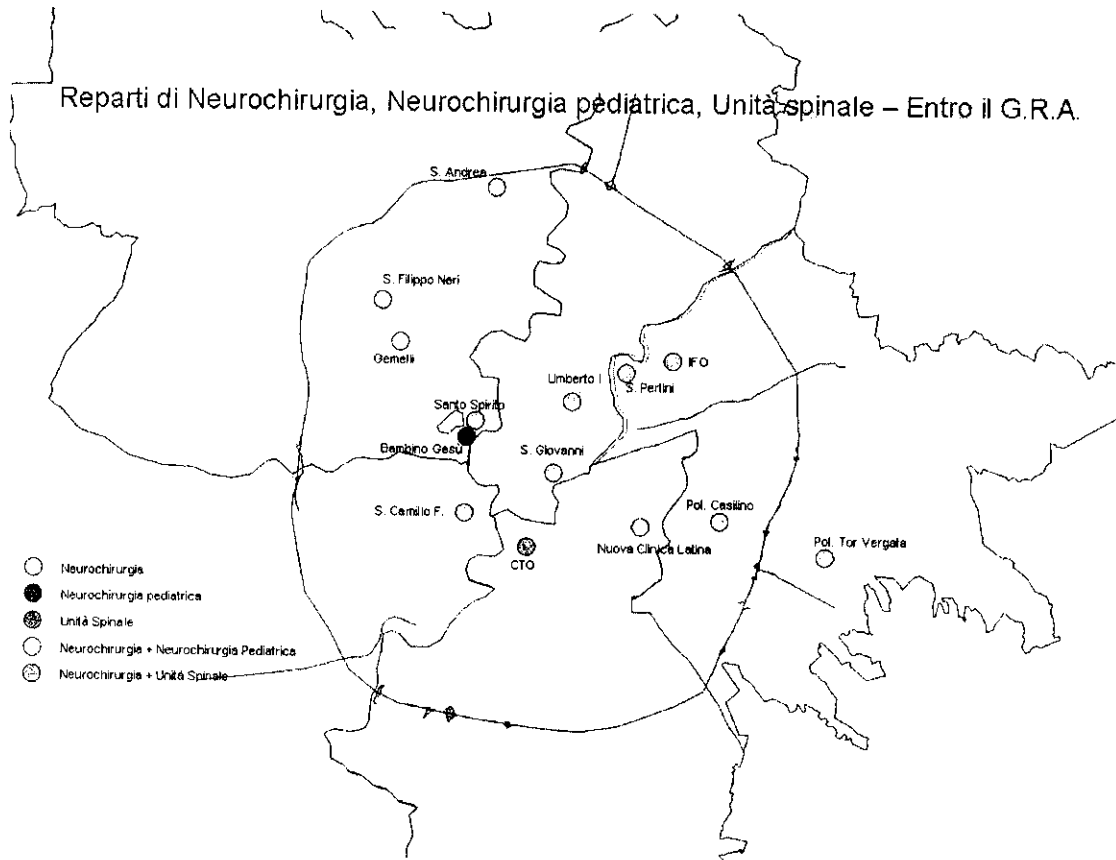 Reparti di Neurochirurgia, Neurochirurgia pediatrica, Unità spinale – Entro il G.R.A.
S. Andrea
S. Filippo Neri
Gemelli
Umberto I
IFO
S. Pertini
Santo Spirito
Bambino Gesù
S. Giovanni
S. Camillo F.
Pol. Casilino
CTO
Nuova Clinica Latina
Pol. Tor Vergata
Neurochirurgia
Neurochirurgia pediatrica
Unità Spinale
Neurochirurgia + Neurochirurgia Pediatrica
Neurochirurgia + Unità Spinale